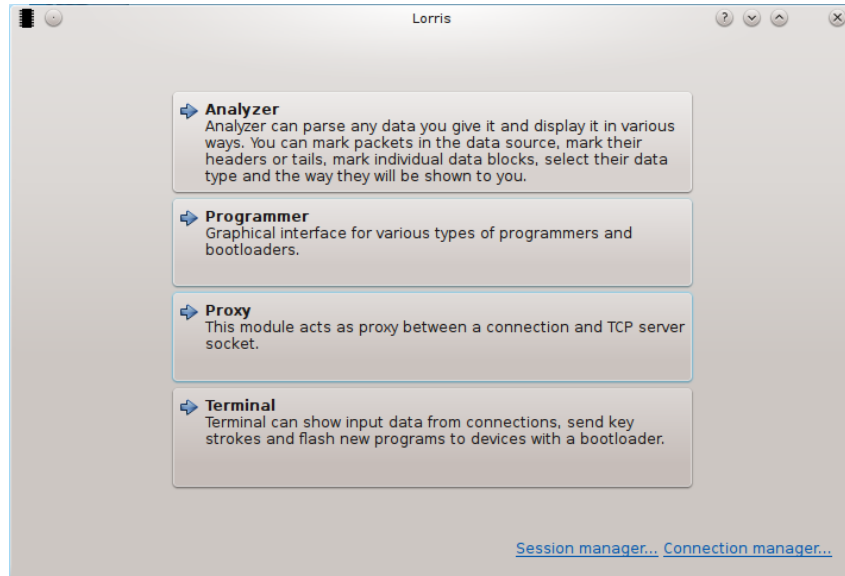 Lorris
Analyzer
Analyzer can parse any data you give it and display it in various
ways. You can mark packets in the data source, mark their
headers or tails, mark individual data blocks, select their data
type and the way they will be shown to you.
Programmer
Graphical interface for various types of programmers and
bootloaders.
Proxy
This module acts as proxy between a connection and TCP server
socket.
Terminal
Terminal can show input data from connections, send key
strokes and flash new programs to devices with a bootloader.
Session manager... Connection manager...